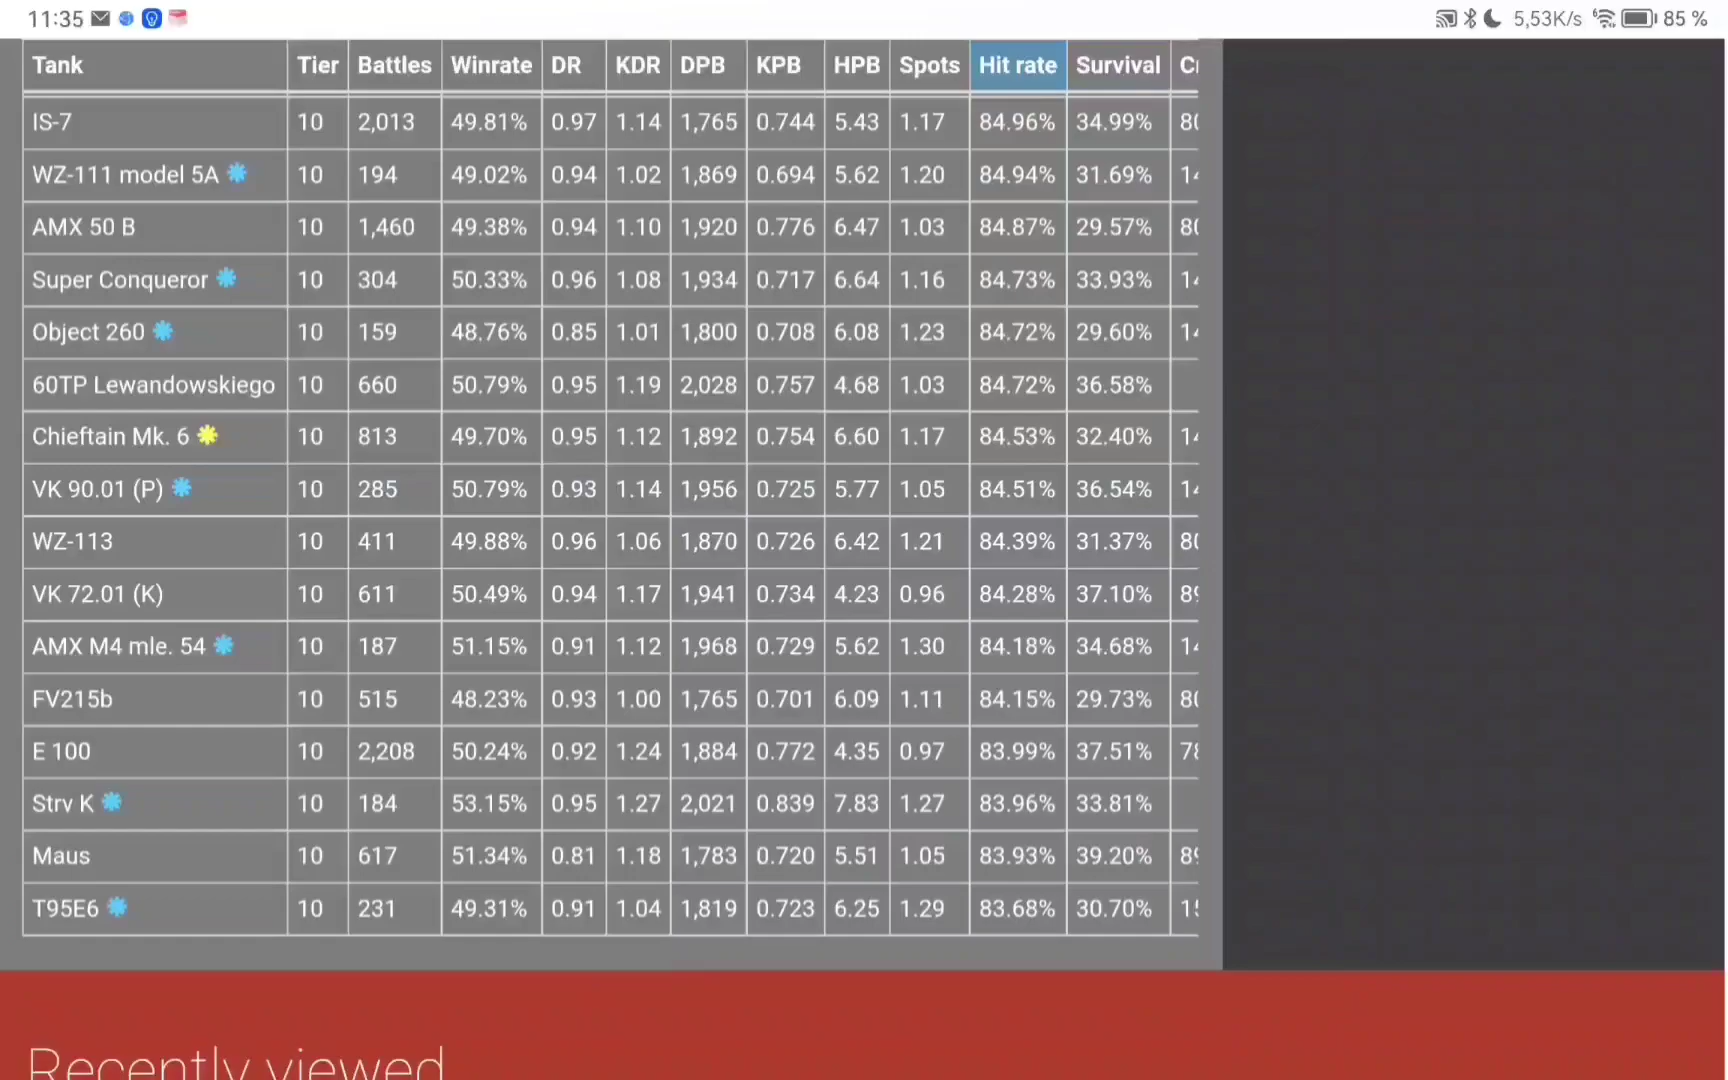 11:35 5,53K/s 85 %
Tank Tier Battles Winrate DR KDR DPB KPB HPB Spots Hit rate Survival
IS-7 10 2,013 49.81% 0.97 1.14 1,765 0.744 5.43 1.17 84.96% 34.99% 80
WZ-111 model 5A 10 194 49.02% 0.94 1.02 1,869 0.694 5.62 1.20 84.94% 31.69% 14
AMX 50 B 10 1,460 49.38% 0.94 1.10 1,920 0.776 6.47 1.03 84.87% 29.57% 80
Super Conqueror 10 304 50.33% 0.96 1.08 1,934 0.717 6.64 1.16 84.73% 33.93% 14
Object 260 10 159 48.76% 0.85 1.01 1,800 0.708 6.08 1.23 84.72% 29.60% 14
60TP Lewandowskiego 10 660 50.79% 0.95 1.19 2,028 0.757 4.68 1.03 84.72% 36.58%
Chieftain Mk. 6 10 813 49.70% 0.95 1.12 1,892 0.754 6.60 1.17 84.53% 32.40% 14
VK 90.01 (P) 10 285 50.79% 0.93 1.14 1,956 0.725 5.77 1.05 84.51% 36.54% 14
WZ-113 10 411 49.88% 0.96 1.06 1,870 0.726 6.42 1.21 84.39% 31.37% 80
VK 72.01 (K) 10 611 50.49% 0.94 1.17 1,941 0.734 4.23 0.96 84.28% 37.10% 89
AMX M4 mle. 54 10 187 51.15% 0.91 1.12 1,968 0.729 5.62 1.30 84.18% 34.68% 14
FV215b 10 515 48.23% 0.93 1.00 1,765 0.701 6.09 1.11 84.15% 29.73% 80
E 100 10 2,208 50.24% 0.92 1.24 1,884 0.772 4.35 0.97 83.99% 37.51% 78
Strv K 10 184 53.15% 0.95 1.27 2,021 0.839 7.83 1.27 83.96% 33.81%
Maus 10 617 51.34% 0.81 1.18 1,783 0.720 5.51 1.05 83.93% 39.20% 89
T95E6 10 231 49.31% 0.91 1.04 1,819 0.723 6.25 1.29 83.68% 30.70% 15
Recently viewed